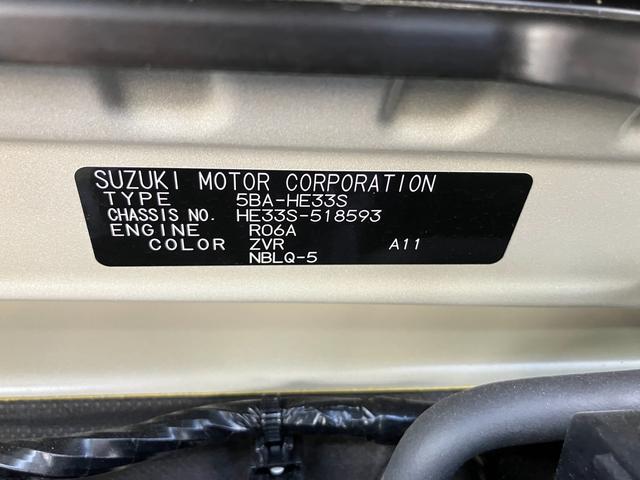 SUZUKI MOTOR CORPORATION
TYPE 5BA-HE33S
CHASSIS NO. HE33S-518593
ENGINE R06A
COLOR ZVR A11
NBLQ-5